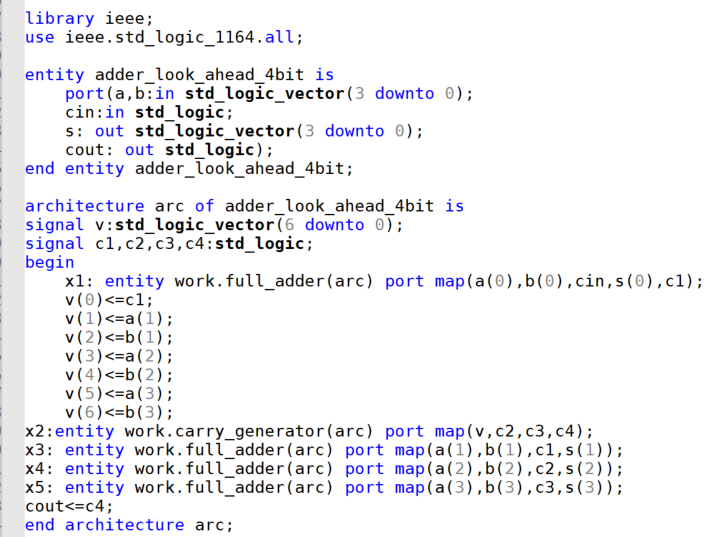 library ieee;
use ieee.std_logic_1164.all;
entity adder_look_ahead_4bit is
port(a,b:in std_logic_vector(3 downto 0);
cin:in std_logic;
s: out std_logic_vector(3 downto 0);
cout: out std_logic);
end entity adder_look_ahead_4bit;
architecture arc of adder_look_ahead_4bit is
signal v:std_logic_vector(6 downto 0);
signal c1,c2,c3,c4:std_logic;
begin
x1: entity work.full_adder(arc) port map(a(0),b(0),cin,s(0),c1);
v(0)<=c1;
v(1)<=a(1);
v(2)<=b(1);
v(3)<=a(2);
v(4)<=b(2);
v(5)<=a(3);
v(6)<=b(3);
x2:entity work.carry_generator(arc) port map(v,c2,c3,c4);
x3: entity work.full_adder(arc) port map(a(1),b(1),c1,s(1));
x4: entity work.full_adder(arc) port map(a(2),b(2),c2,s(2));
x5: entity work.full_adder(arc) port map(a(3),b(3),c3,s(3));
cout<=c4;
end architecture arc;